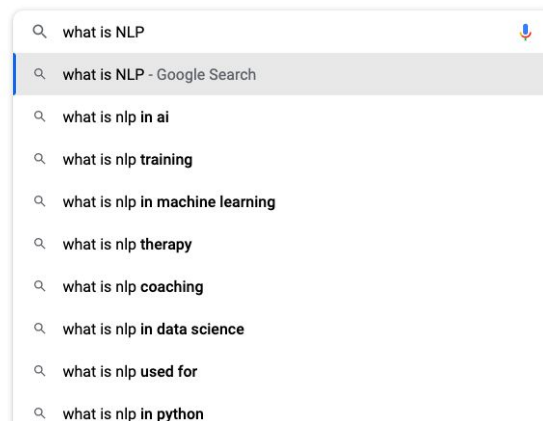 what is NLP
what is NLP - Google Search
what is nlp in ai
what is nlp training
what is nlp in machine learning
what is nlp therapy
what is nlp coaching
what is nlp in data science
what is nlp used for
what is nlp in python